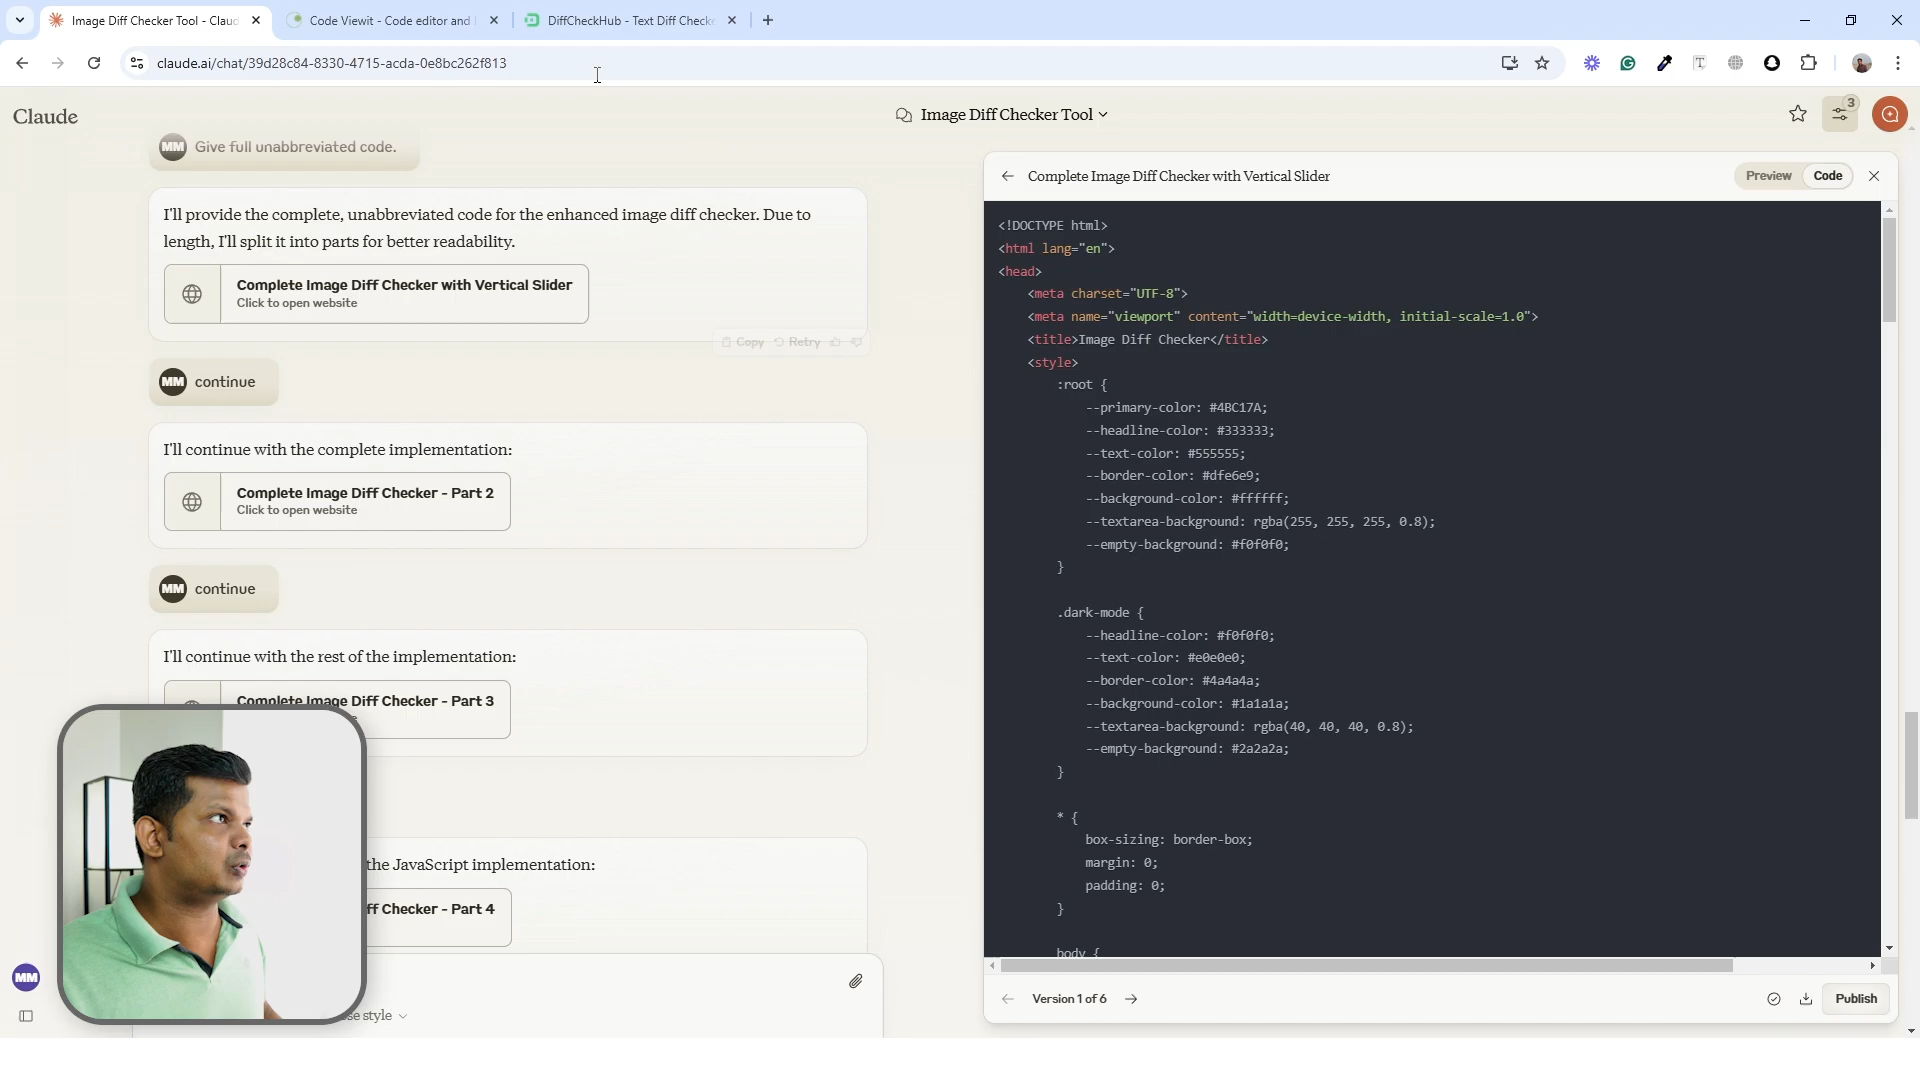 Image Diff Checker Tool - Claud
Code Viewit - Code editor and
DiffCheckHub - Text Diff Checke
claude.ai/chat/39d28c84-8330-4715-acda-0e8bc262f813
Claude
Image Diff Checker Tool
3
MM Give full unabbreviated code.
I'll provide the complete, unabbreviated code for the enhanced image diff checker. Due to
length, I'll split it into parts for better readability.
Complete Image Diff Checker with Vertical Slider
Click to open website
Copy Retry
MM continue
I'll continue with the complete implementation:
Complete Image Diff Checker - Part 2
Click to open website
MM continue
I'll continue with the rest of the implementation:
Complete Image Diff Checker - Part 3
the JavaScript implementation:
ff Checker - Part 4
MM
se style
Complete Image Diff Checker with Vertical Slider
Preview Code
<!DOCTYPE html>
<html lang="en">
<head>
<meta charset="UTF-8">
<meta name="viewport" content="width=device-width, initial-scale=1.0">
<title>Image Diff Checker</title>
<style>
:root {
--primary-color: #4BC17A;
--headline-color: #333333;
--text-color: #555555;
--border-color: #dfe6e9;
--background-color: #ffffff;
--textarea-background: rgba(255, 255, 255, 0.8);
--empty-background: #f0f0f0;
}
.dark-mode {
--headline-color: #f0f0f0;
--text-color: #e0e0e0;
--border-color: #4a4a4a;
--background-color: #1a1a1a;
--textarea-background: rgba(40, 40, 40, 0.8);
--empty-background: #2a2a2a;
}
* {
box-sizing: border-box;
margin: 0;
padding: 0;
}
body {
Version 1 of 6
Publish